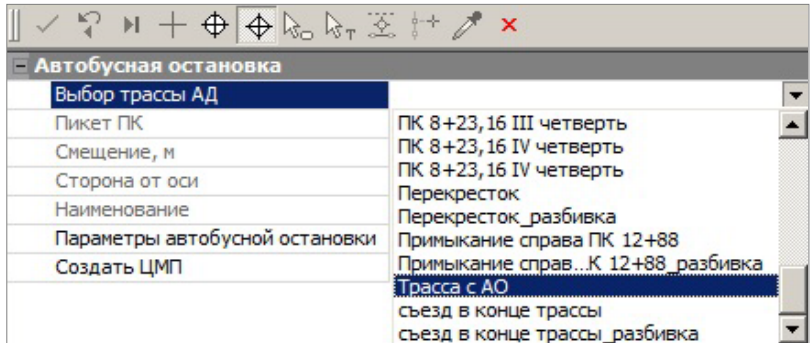 Автобусная остановка
Выбор трассы АД
Пикет ПК
Смещение, м
Сторона от оси
Наименование
Параметры автобусной остановки
Создать ЦМП
ПК 8+23,16 III четверть
ПК 8+23,16 IV четверть
ПК 8+23,16 IV четверть
Перекресток
Перекресток_разбивка
Примыкание справа ПК 12+88
Примыкание справ...К 12+88_разбивка
Трасса с АО
съезд в конце трассы
съезд в конце трассы_разбивка